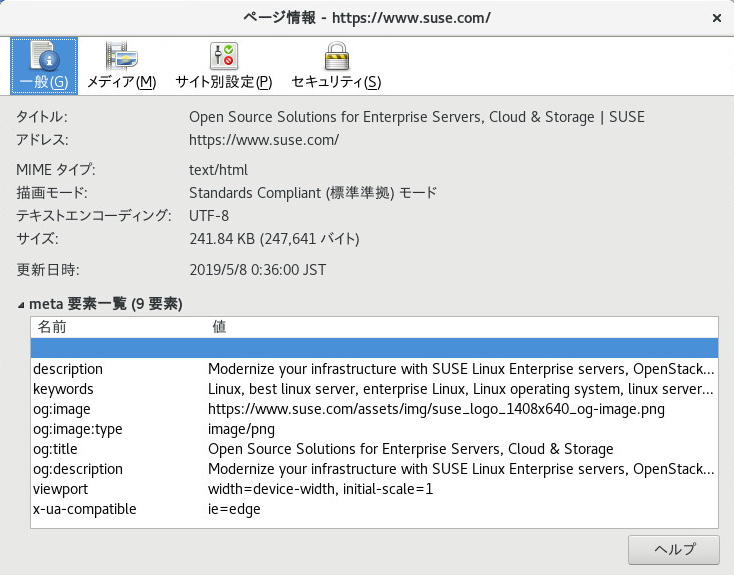 ページ情報 - https://www.suse.com/
一般(G) メディア(M) サイト別設定(P) セキュリティ(S)
タイトル: Open Source Solutions for Enterprise Servers, Cloud & Storage | SUSE
アドレス: https://www.suse.com/
MIME タイプ: text/html
描画モード: Standards Compliant (標準準拠) モード
テキストエンコーディング: UTF-8
サイズ: 241.84 KB (247,641 バイト)
更新日時: 2019/5/8 0:36:00 JST
meta 要素一覧 (9 要素)
名前 値
description Modernize your infrastructure with SUSE Linux Enterprise servers, OpenStack...
keywords Linux, best linux server, enterprise Linux, Linux operating system, linux server...
og:image https://www.suse.com/assets/img/suse_logo_1408x640_og-image.png
og:image:type image/png
og:title Open Source Solutions for Enterprise Servers, Cloud & Storage
og:description Modernize your infrastructure with SUSE Linux Enterprise servers, OpenStack...
viewport width=device-width, initial-scale=1
x-ua-compatible ie=edge
ヘルプ